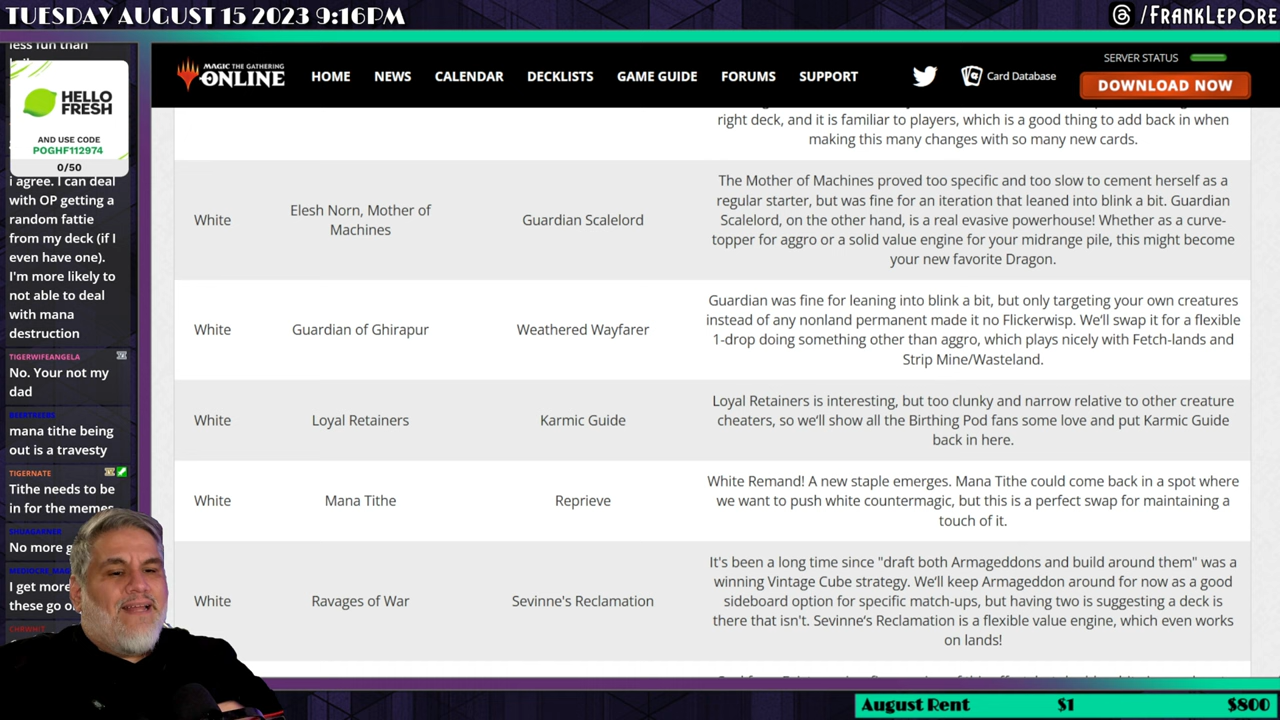 TUESDAY AUGUST 15 2023 9:16PM
/FRANKLEPORE
less fun than
HELLO
FRESH
AND USE CODE
POGHF112974
0/50
i agree. I can deal
with OP getting a
random fattie
from my deck (if I
even have one).
I'm more likely to
not able to deal
with mana
destruction
TIGERWIFEANGELA
No. Your not my
dad
BEERTREEBS
mana tithe being
out is a travesty
TIGERNATE
Tithe needs to be
in for the memes
No more
I get more
these go
MAGIC THE GATHERING
ONLINE
HOME
NEWS
CALENDAR
DECKLISTS
GAME GUIDE
FORUMS
SUPPORT
Card Database
SERVER STATUS
DOWNLOAD NOW
right deck, and it is familiar to players, which is a good thing to add back in when
making this many changes with so many new cards.
White
Elesh Norn, Mother of
Machines
Guardian Scalelord
The Mother of Machines proved too specific and too slow to cement herself as a
regular starter, but was fine for an iteration that leaned into blink a bit. Guardian
Scalelord, on the other hand, is a real evasive powerhouse! Whether as a curve-
topper for aggro or a solid value engine for your midrange pile, this might become
your new favorite Dragon.
White
Guardian of Ghirapur
Weathered Wayfarer
Guardian was fine for leaning into blink a bit, but only targeting your own creatures
instead of any nonland permanent made it no Flickerwisp. We'll swap it for a flexible
1-drop doing something other than aggro, which plays nicely with Fetch-lands and
Strip Mine/Wasteland.
White
Loyal Retainers
Karmic Guide
Loyal Retainers is interesting, but too clunky and narrow relative to other creature
cheaters, so we'll show all the Birthing Pod fans some love and put Karmic Guide
back in here.
White
Mana Tithe
Reprieve
White Remand! A new staple emerges. Mana Tithe could come back in a spot where
we want to push white countermagic, but this is a perfect swap for maintaining a
touch of it.
White
Ravages of War
Sevinne's Reclamation
It's been a long time since "draft both Armageddons and build around them" was a
winning Vintage Cube strategy. We'll keep Armageddon around for now as a good
sideboard option for specific match-ups, but having two is suggesting a deck is
there that isn't. Sevinne's Reclamation is a flexible value engine, which even works
on lands!
August Rent
$1
$800